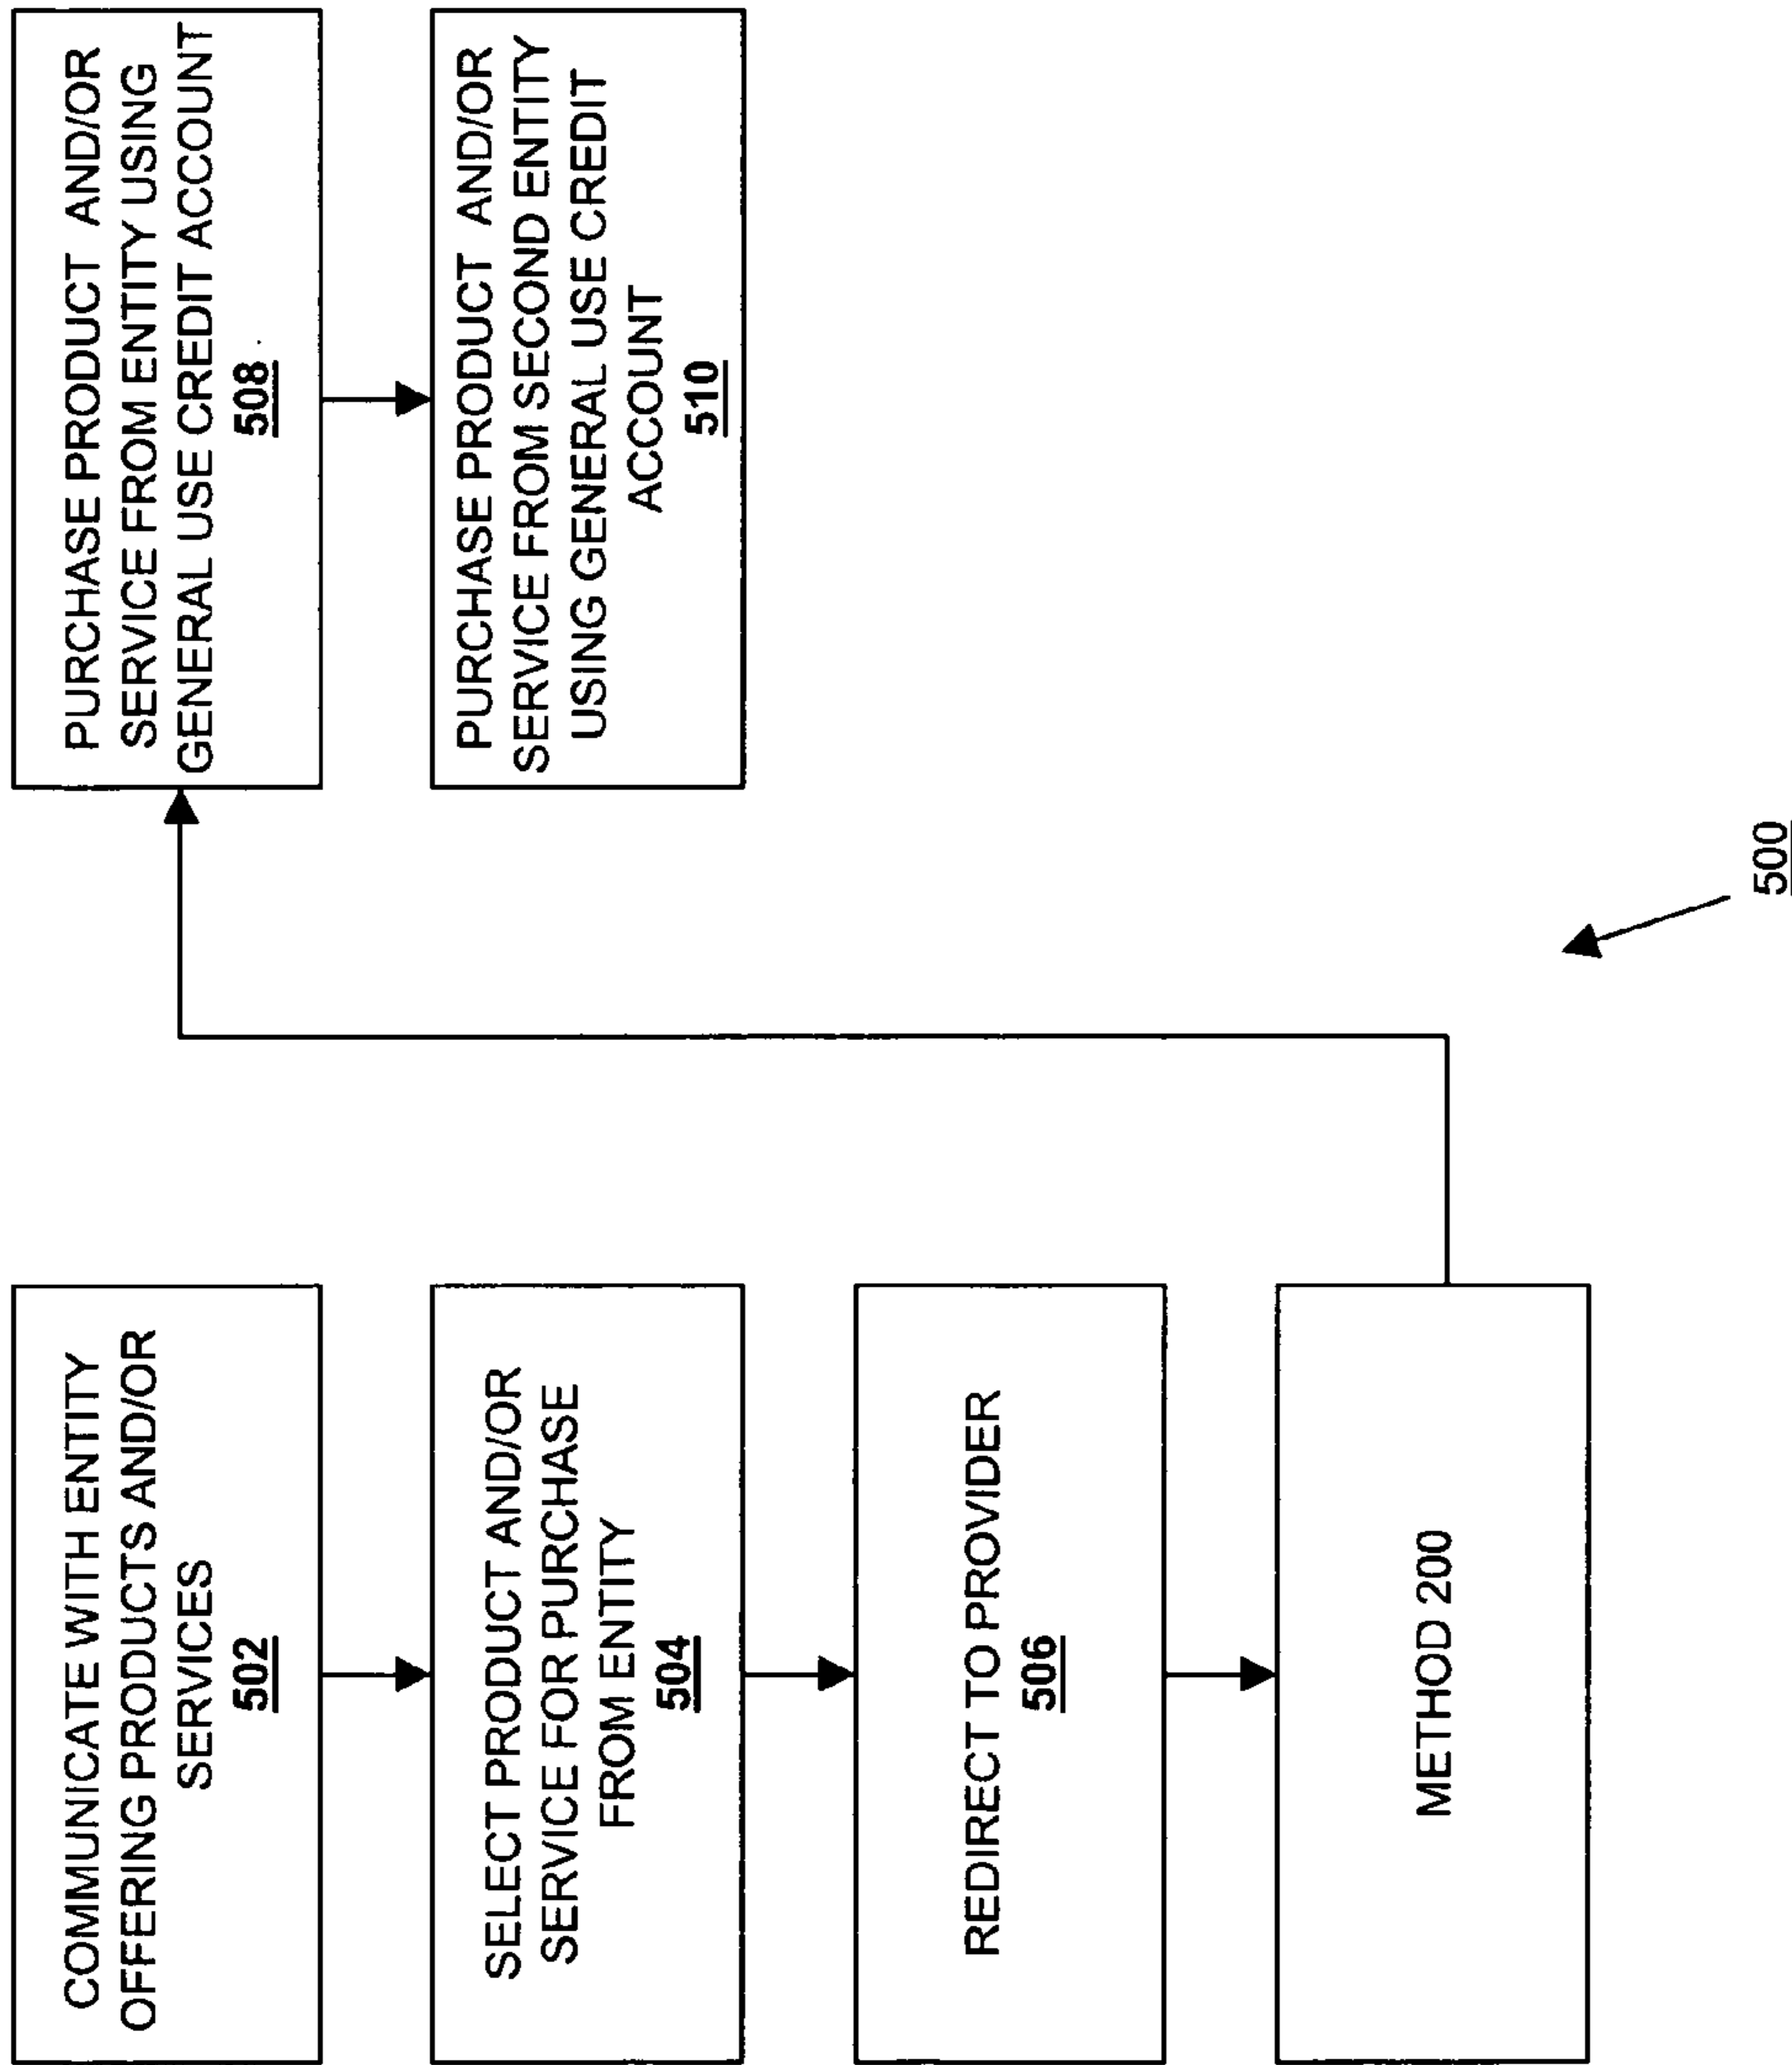 COMMUNICATE WITH ENTITY
OFFERING PRODUCTS AND/OR
SERVICES
502
SELECT PRODUCT AND/OR
SERVICE FOR PURCHASE
FROM ENTITY
504
REDIRECT TO PROVIDER
506
METHOD 200
PURCHASE PRODUCT AND/OR
SERVICE FROM ENTITY USING
GENERAL USE CREDIT ACCOUNT
508
PURCHASE PRODUCT AND/OR
SERVICE FROM SECOND ENTITY
USING GENERAL USE CREDIT
ACCOUNT
510
500